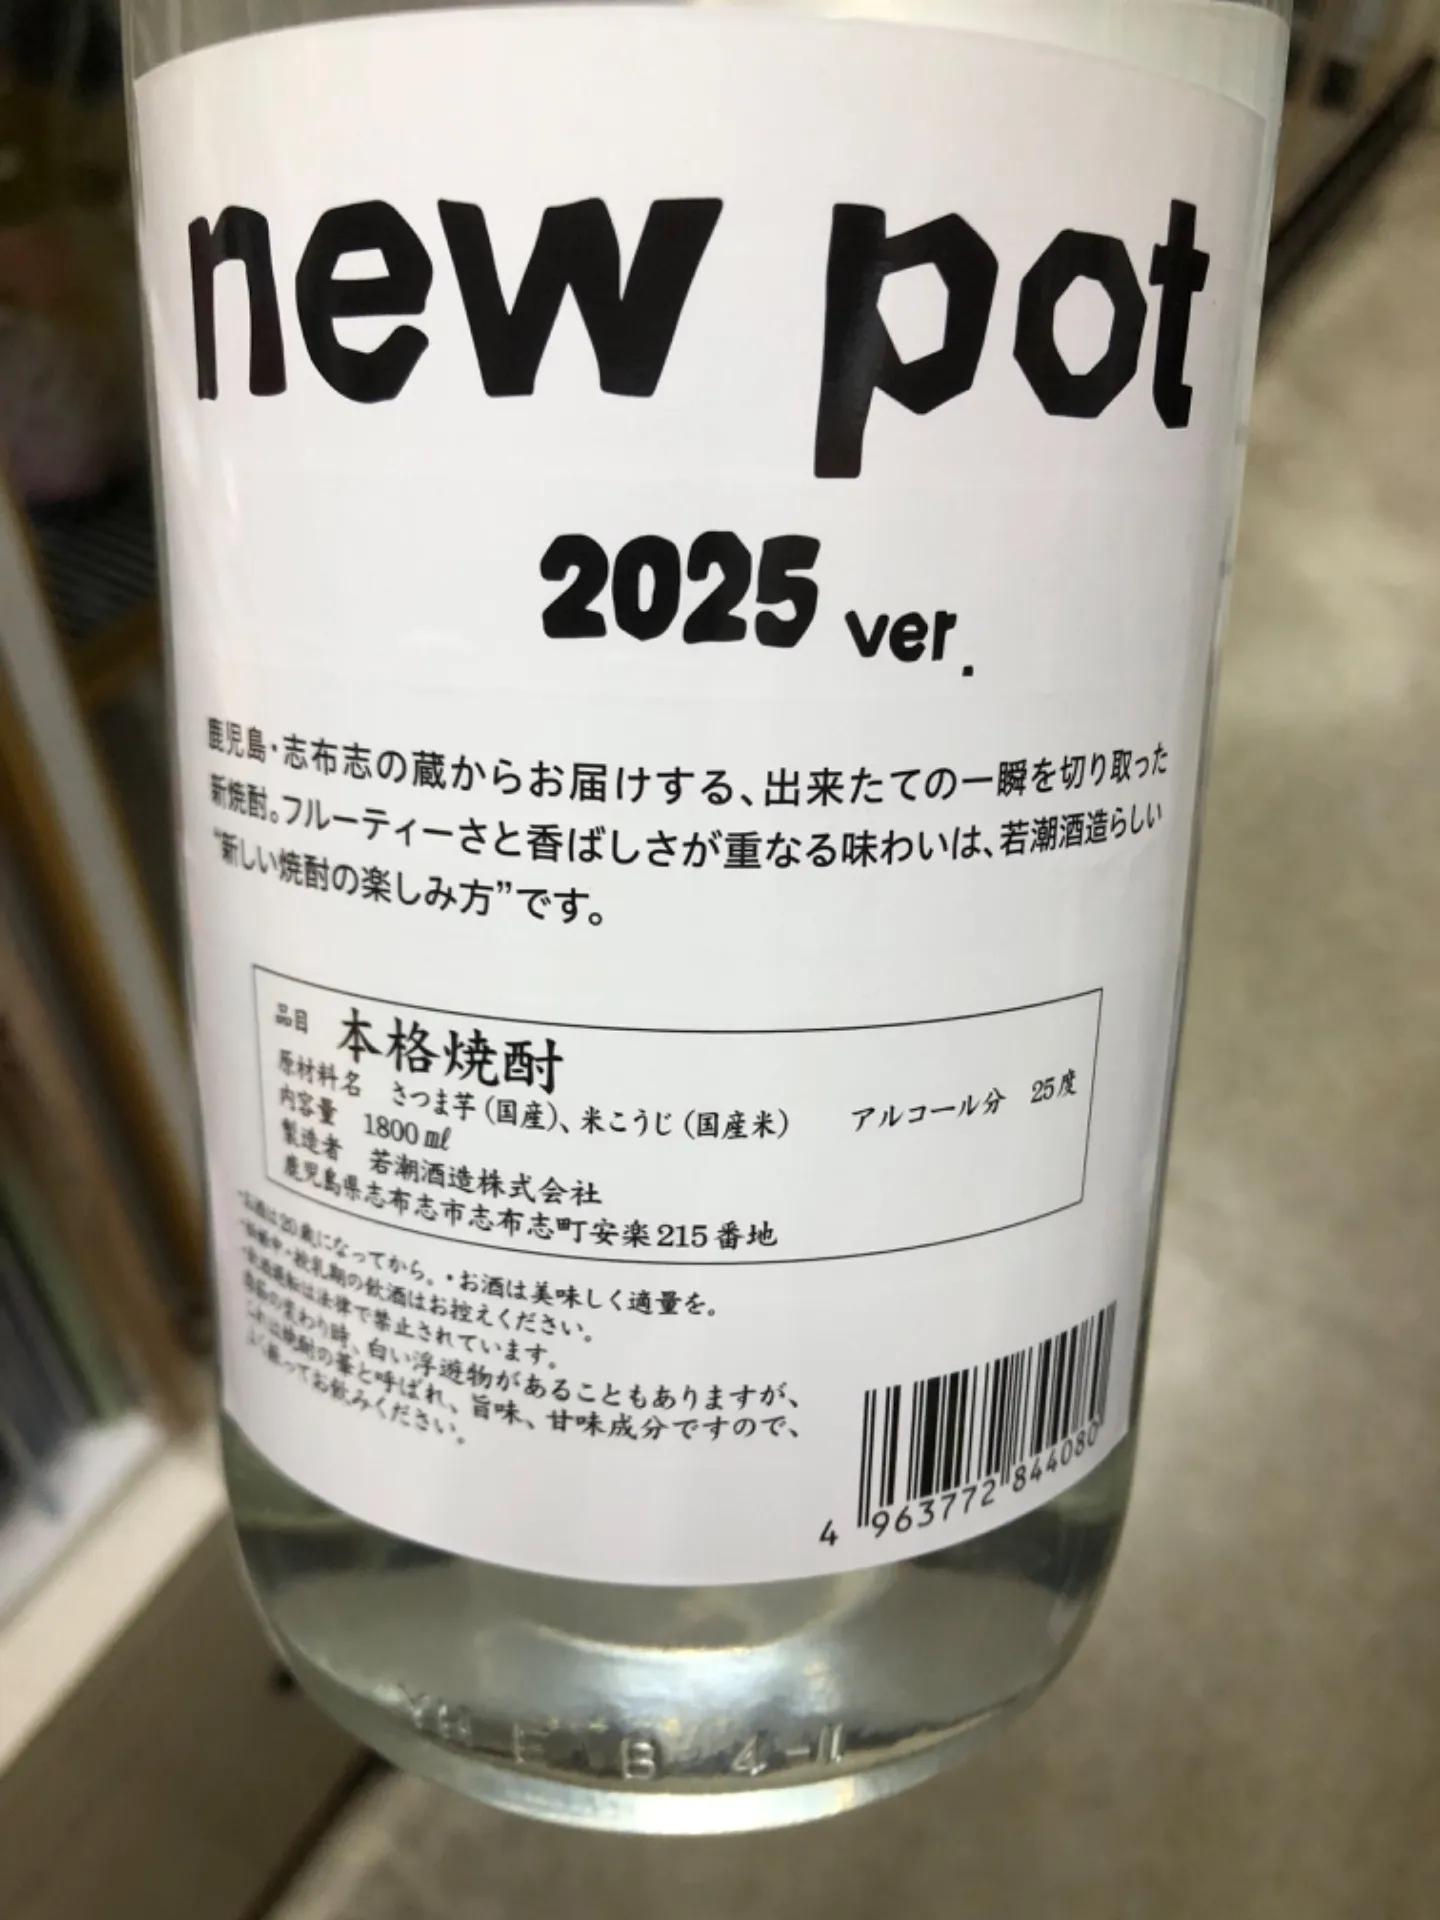 new pot
2025 ver.
鹿児島・志布志の蔵からお届けする、出来たての一瞬を切り取った
新焼酎。フルーティーさと香ばしさが重なる味わいは、若潮酒造らしい
“新しい焼酎の楽しみ方”です。
品目 本格焼酎
原材料名 さつま芋(国産)、米こうじ(国産米) アルコール分 25度
内容量 1800㎖
製造者 若潮酒造株式会社
鹿児島県志布志市志布志町安楽215番地
・お酒は20歳になってから。・お酒は美味しく適量を。
・妊娠中・授乳期の飲酒はお控えください。
・飲酒運転は法律で禁止されています。
季節の変わり時、白い浮遊物があることもありますが、
これは焼酎の華と呼ばれ、旨味、甘味成分ですので、
よく振ってお飲みください。
4 963772 844080
B 4-11